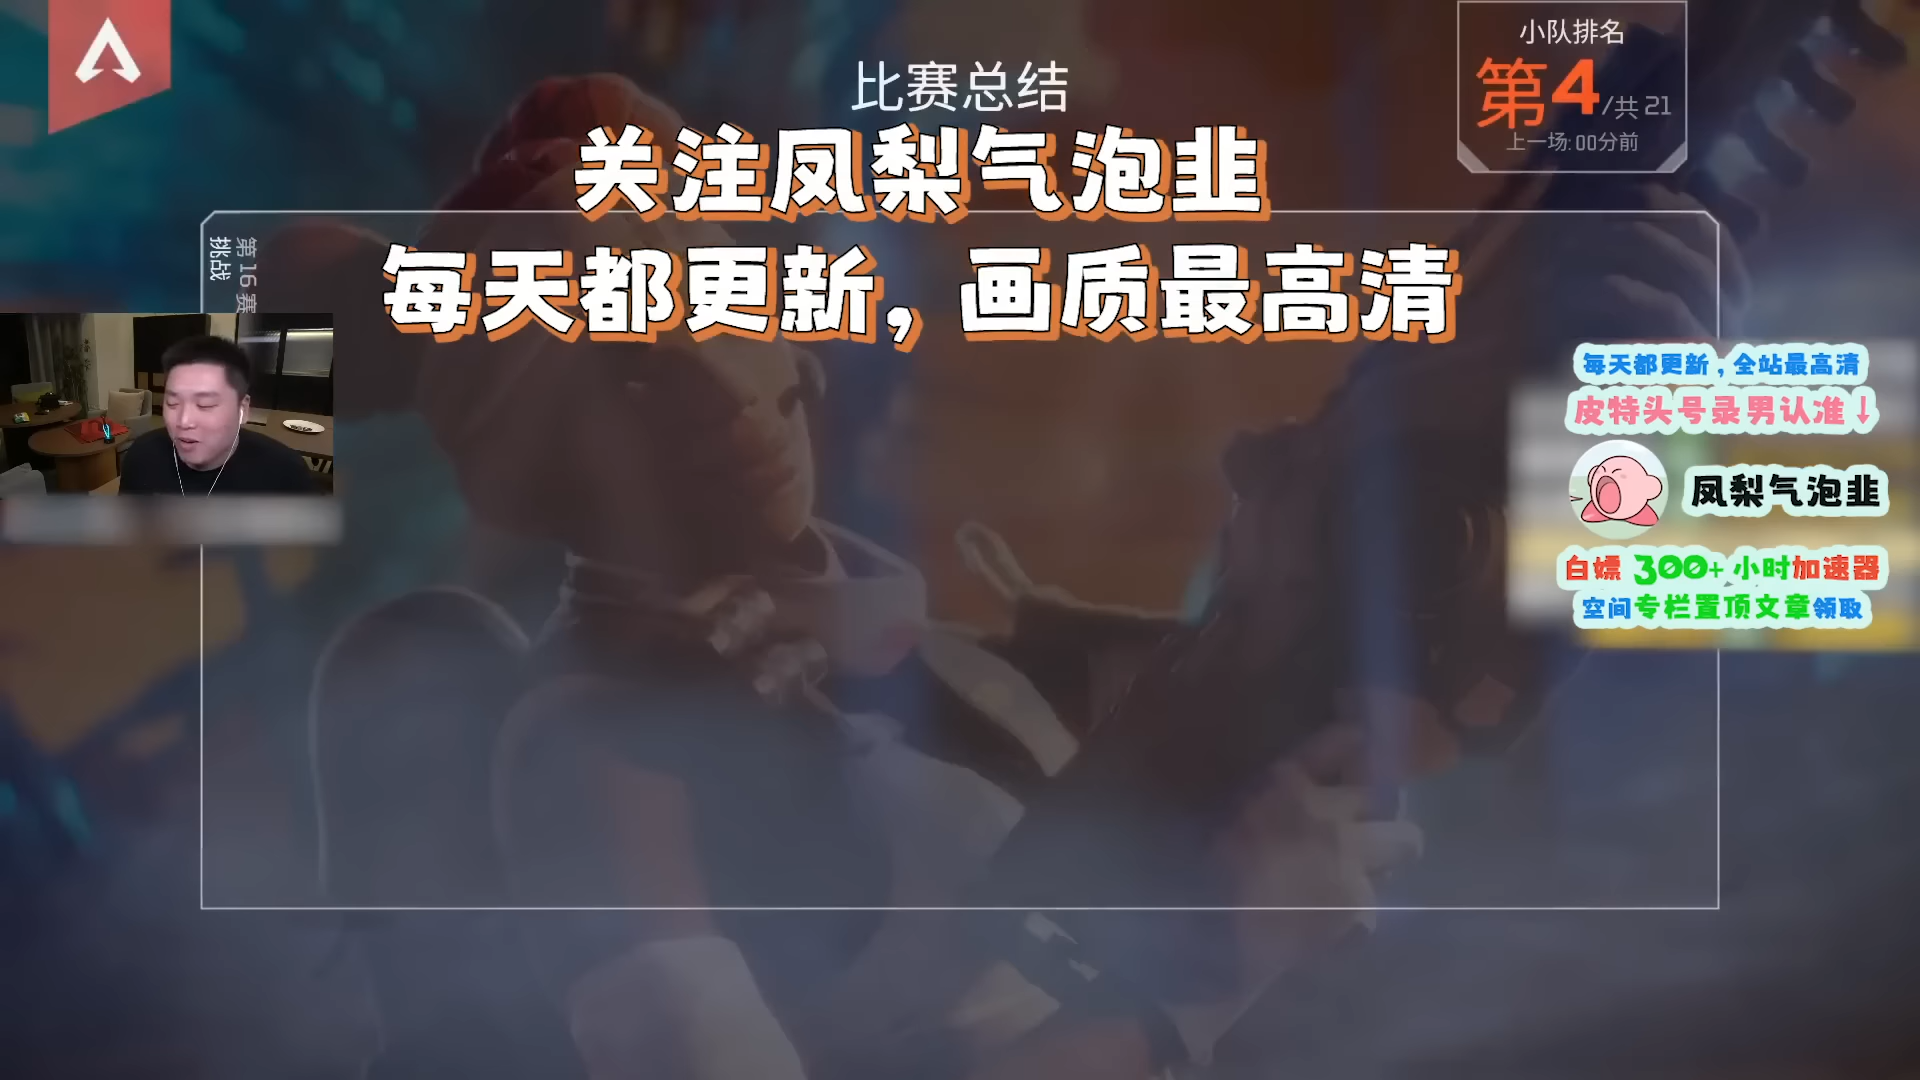 小队排名
第4/共21
上一场:00分前
比赛总结
关注凤梨气泡韭
每天都更新，画质最高清
第16赛
挑战
每天都更新，全站最高清
皮特头号录男认准↓
凤梨气泡韭
白嫖300+小时加速器
空间专栏置顶文章领取